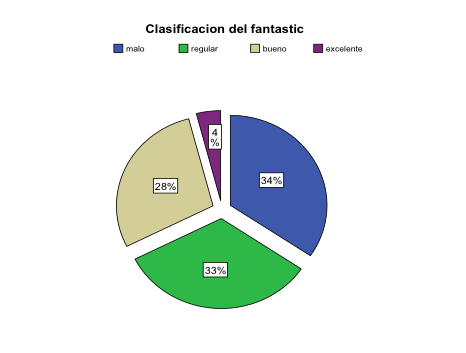 Clasificacion del fantastic
malo regular bueno excelente
4
%
34%
28%
33%